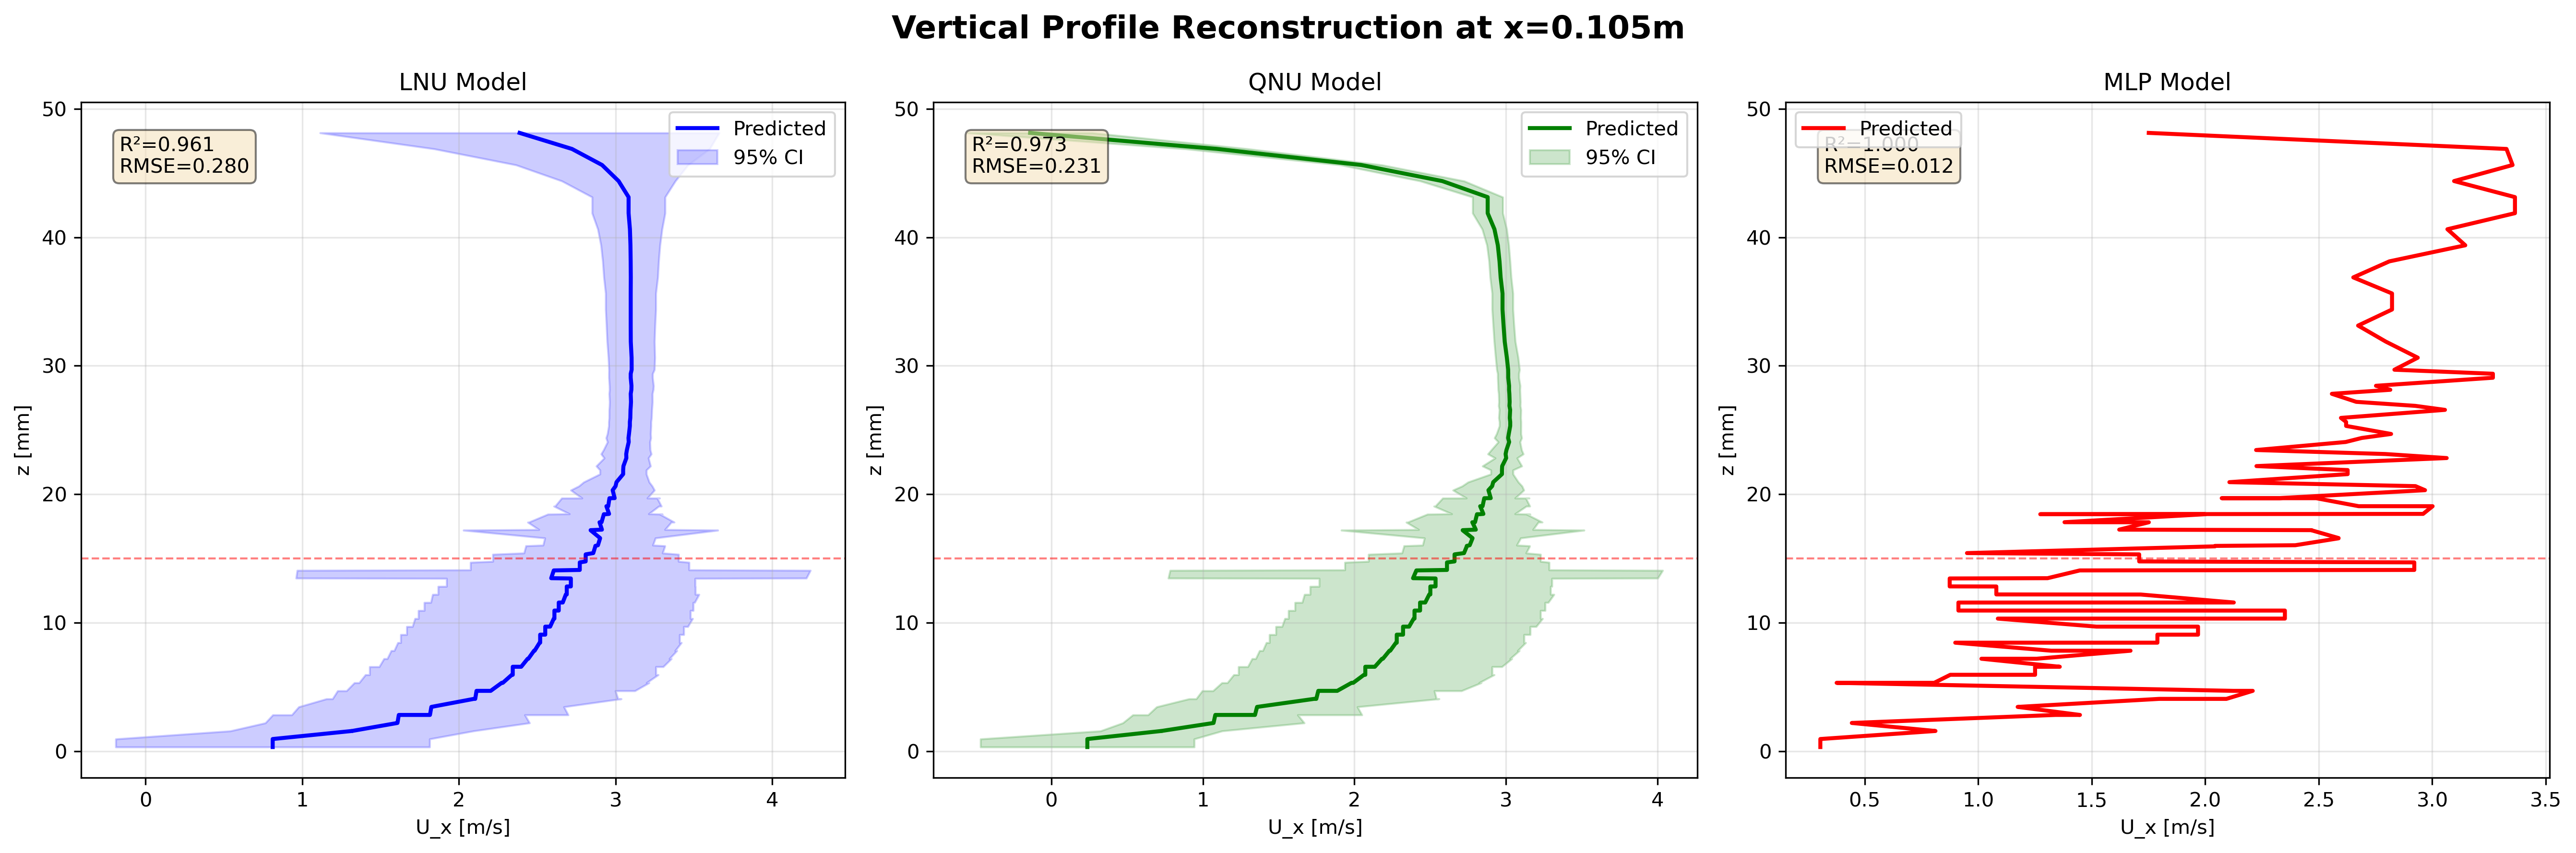 Vertical Profile Reconstruction at x=0.105m
LNU Model
R²=0.961
RMSE=0.280
Predicted
95% CI
50
40
30
20
10
0
z [mm]
0 1 2 3 4
U_x [m/s]
QNU Model
R²=0.973
RMSE=0.231
Predicted
95% CI
50
40
30
20
10
0
z [mm]
0 1 2 3 4
U_x [m/s]
MLP Model
Predicted
R²=1.000
RMSE=0.012
50
40
30
20
10
0
z [mm]
0.5 1.0 1.5 2.0 2.5 3.0 3.5
U_x [m/s]